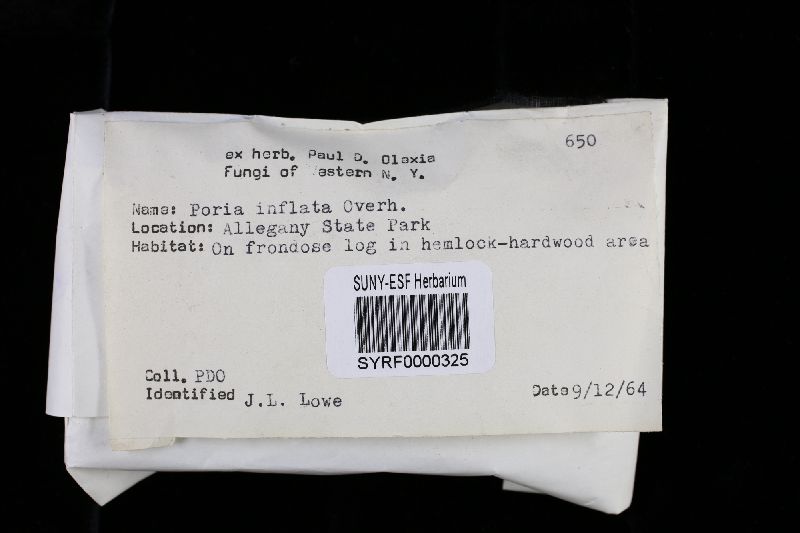 650
ex herb. Paul D. Olexia
Fungi of Western N. Y.
Name: Poria inflata Overh.
Location: Allegany State Park
Habitat: On frondose log in hemlock-hardwood area
SUNY-ESF Herbarium
SYRF0000325
Coll. PDO
Identified J.L. Lowe
Date 9/12/64